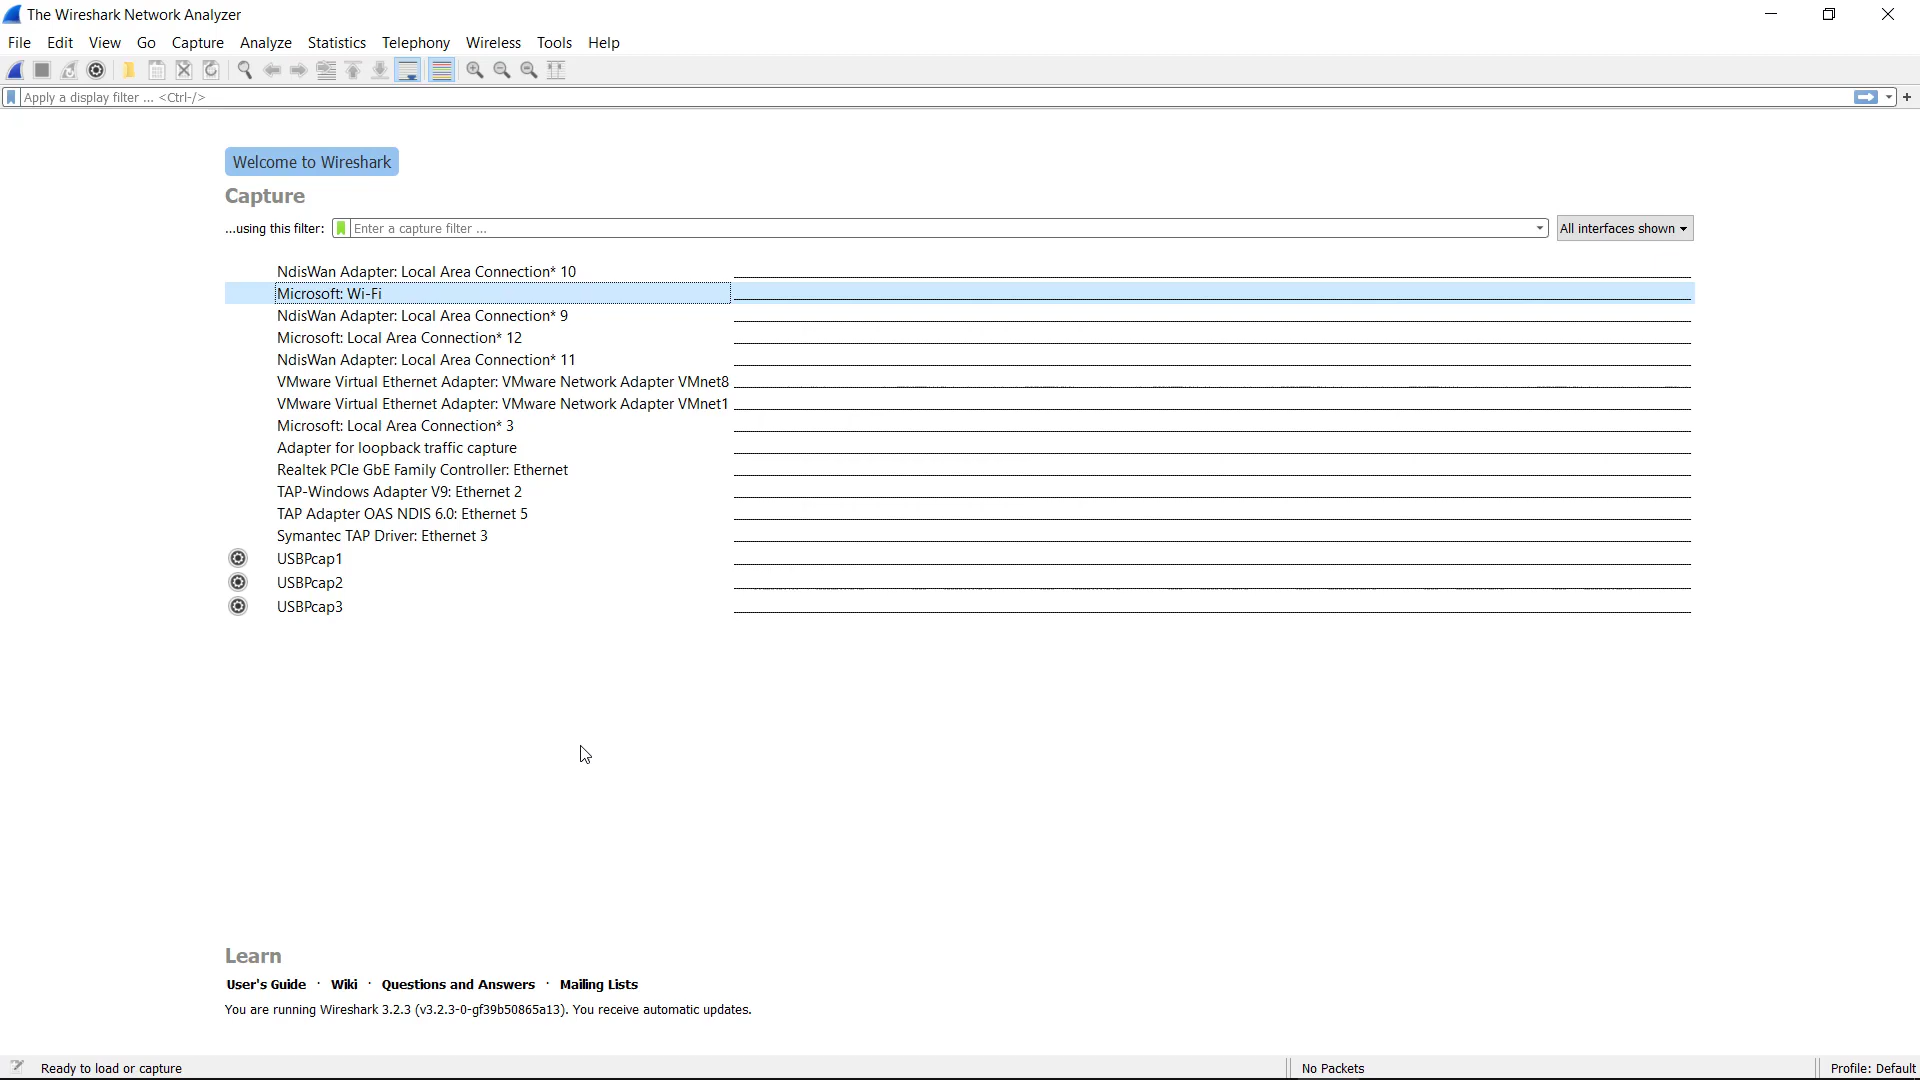 The Wireshark Network Analyzer
File Edit View Go Capture Analyze Statistics Telephony Wireless Tools Help
Apply a display filter ... <Ctrl-/>
Welcome to Wireshark
Capture
...using this filter: Enter a capture filter ... All interfaces shown
NdisWan Adapter: Local Area Connection* 10
Microsoft: Wi-Fi
NdisWan Adapter: Local Area Connection* 9
Microsoft: Local Area Connection* 12
NdisWan Adapter: Local Area Connection* 11
VMware Virtual Ethernet Adapter: VMware Network Adapter VMnet8
VMware Virtual Ethernet Adapter: VMware Network Adapter VMnet1
Microsoft: Local Area Connection* 3
Adapter for loopback traffic capture
Realtek PCIe GbE Family Controller: Ethernet
TAP-Windows Adapter V9: Ethernet 2
TAP Adapter OAS NDIS 6.0: Ethernet 5
Symantec TAP Driver: Ethernet 3
USBPcap1
USBPcap2
USBPcap3
Learn
User's Guide · Wiki · Questions and Answers · Mailing Lists
You are running Wireshark 3.2.3 (v3.2.3-0-gf39b50865a13). You receive automatic updates.
Ready to load or capture No Packets Profile: Default